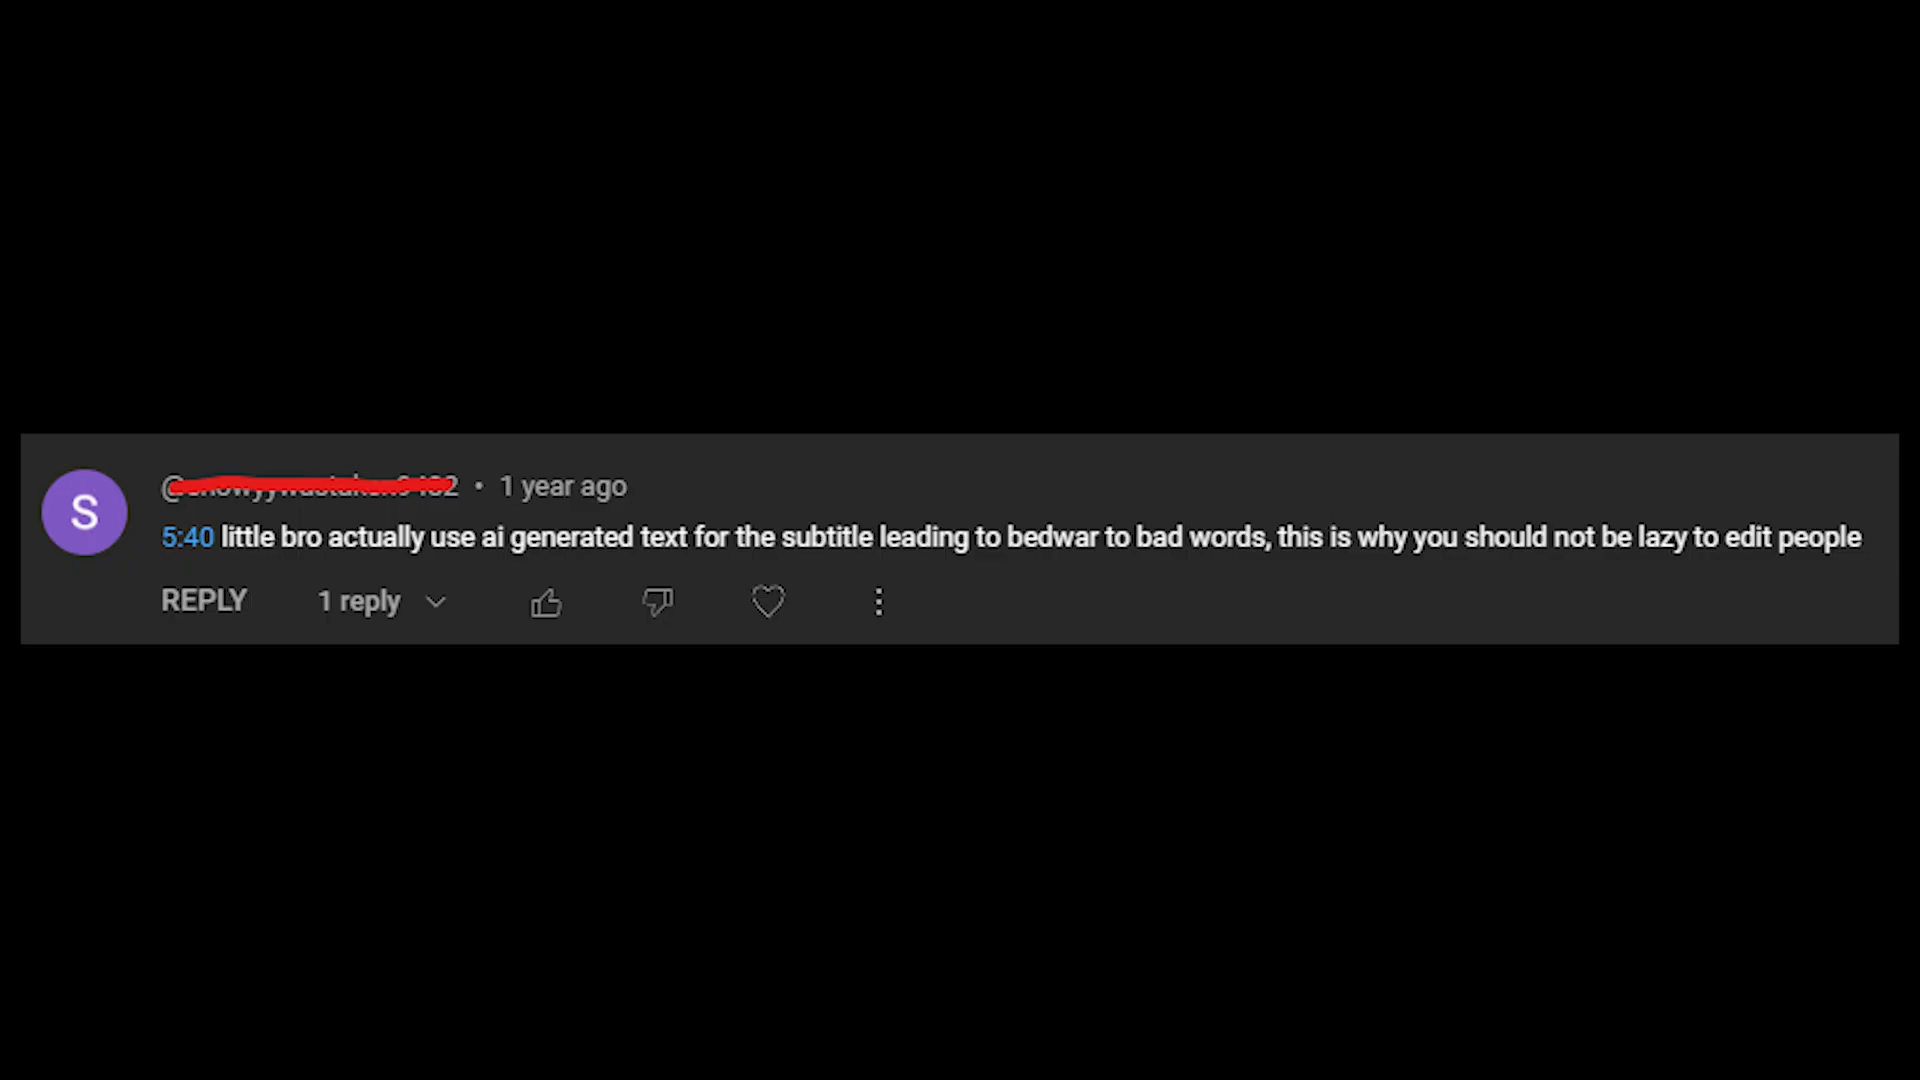 S
• 1 year ago
5:40 little bro actually use ai generated text for the subtitle leading to bedwar to bad words, this is why you should not be lazy to edit people
REPLY 1 reply